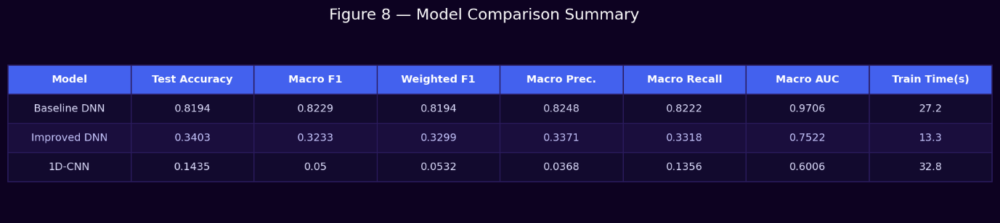 Figure 8 — Model Comparison Summary
Model Test Accuracy Macro F1 Weighted F1 Macro Prec. Macro Recall Macro AUC Train Time(s)
Baseline DNN 0.8194 0.8229 0.8194 0.8248 0.8222 0.9706 27.2
Improved DNN 0.3403 0.3233 0.3299 0.3371 0.3318 0.7522 13.3
1D-CNN 0.1435 0.05 0.0532 0.0368 0.1356 0.6006 32.8